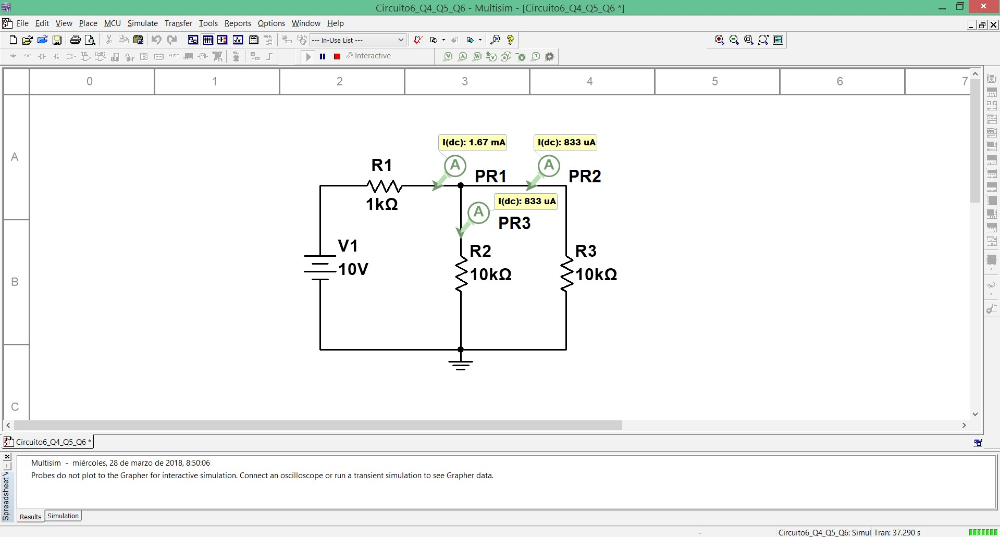 Circuito6_Q4_Q5_Q6 - Multisim - [Circuito6_Q4_Q5_Q6 *]
File Edit View Place MCU Simulate Transfer Tools Reports Options Window Help
--- In-Use List ---
MISC Interactive V A W V A V
0 1 2 3 4 5 6 7
A
B
C
I(dc): 1.67 mA I(dc): 833 uA
R1 A PR1 A PR2
1kΩ
I(dc): 833 uA
A PR3
V1
10V
R2
10kΩ
R3
10kΩ
Circuito6_Q4_Q5_Q6 *
Multisim - miércoles, 28 de marzo de 2018, 8:50:06
Probes do not plot to the Grapher for interactive simulation. Connect an oscilloscope or run a transient simulation to see Grapher data.
Spreadsheet V
Results Simulation
- Circuito6_Q4_Q5_Q6: Simul Tran: 37.290 s